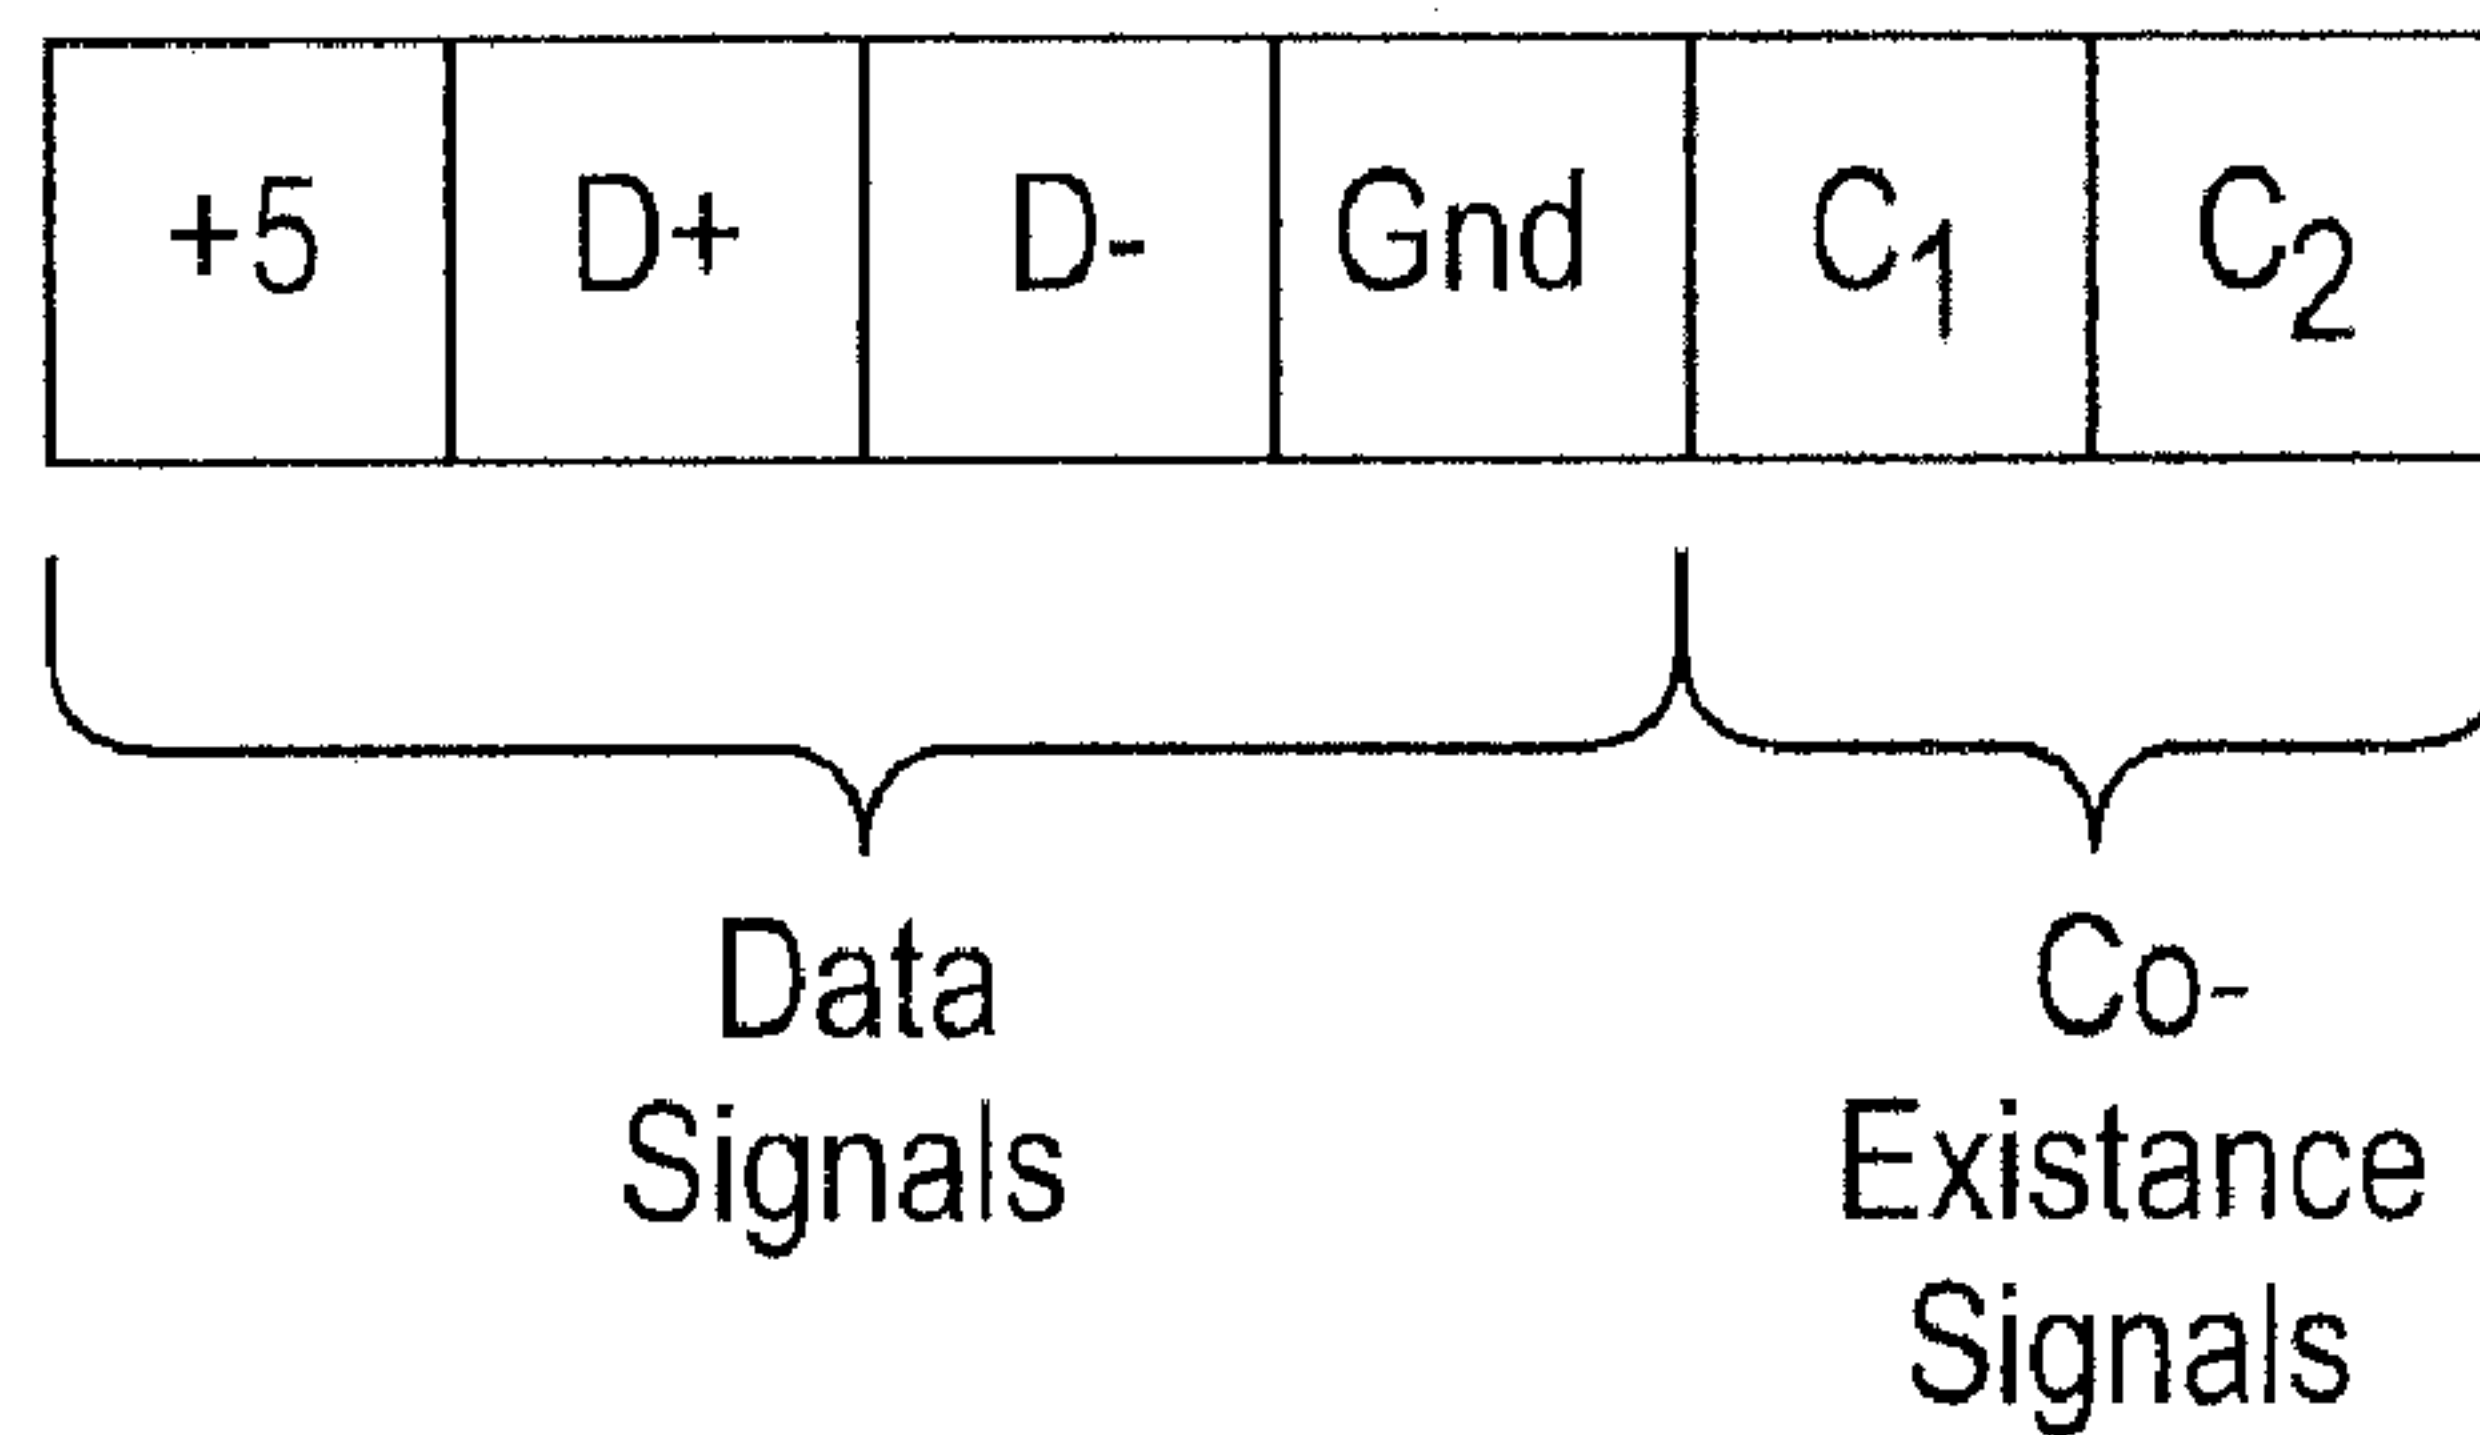 +5 D+ D- Gnd C1 C2
Data
Signals
Co-
Existance
Signals